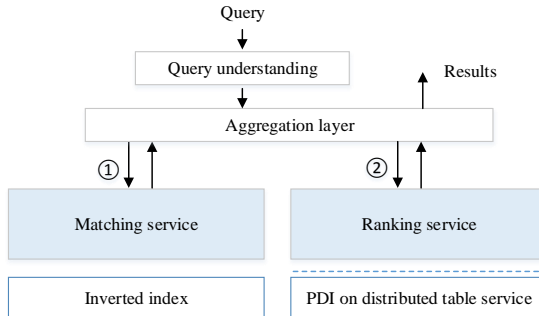 Query
Query understanding
Results
Aggregation layer
① ②
Matching service Ranking service
Inverted index PDI on distributed table service